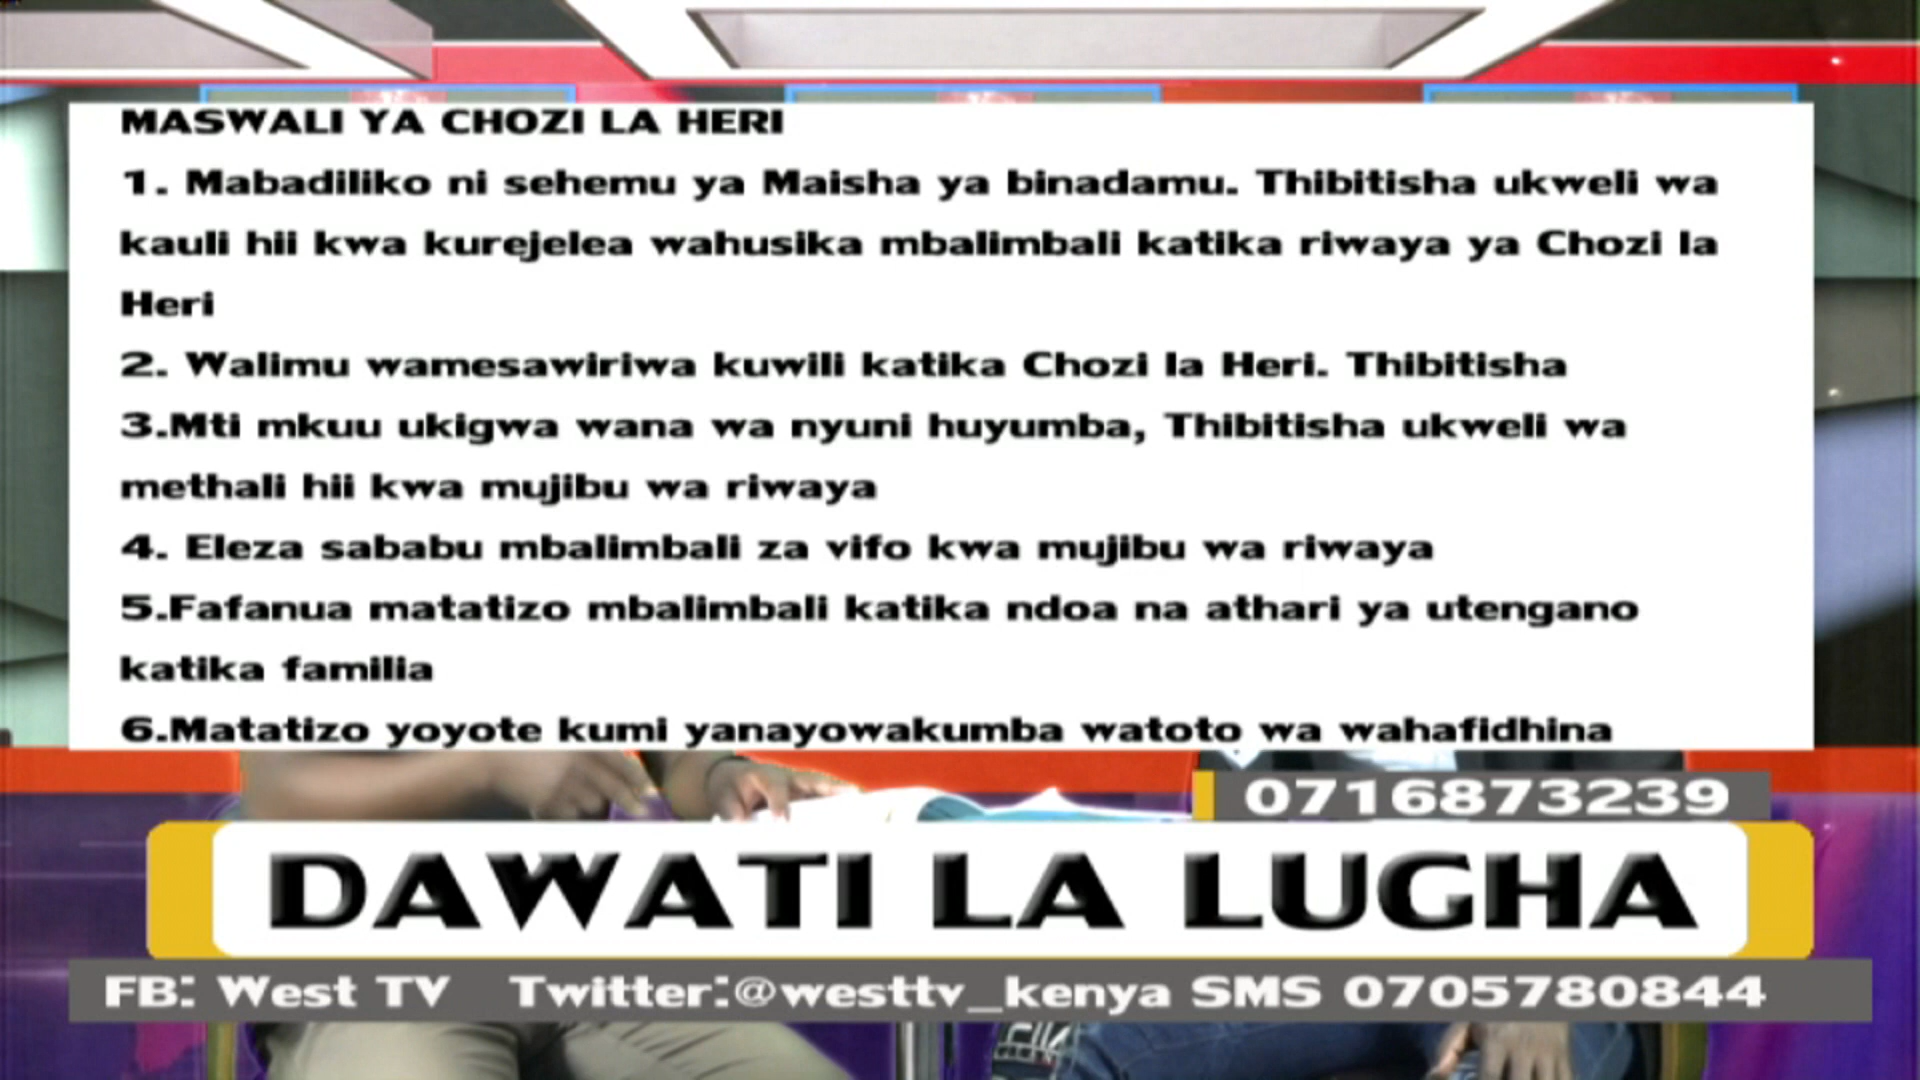 MASWALI YA CHOZI LA HERI
1. Mabadiliko ni sehemu ya Maisha ya binadamu. Thibitisha ukweli wa
kauli hii kwa kurejelea wahusika mbalimbali katika riwaya ya Chozi la
Heri
2. Walimu wamesawiriwa kuwili katika Chozi la Heri. Thibitisha
3.Mti mkuu ukigwa wana wa nyuni huyumba, Thibitisha ukweli wa
methali hii kwa mujibu wa riwaya
4. Eleza sababu mbalimbali za vifo kwa mujibu wa riwaya
5.Fafanua matatizo mbalimbali katika ndoa na athari ya utengano
katika familia
6.Matatizo yoyote kumi yanayowakumba watoto wa wahafidhina
0716873239
DAWATI LA LUGHA
FB: West TV Twitter:@westtv_kenya SMS 0705780844